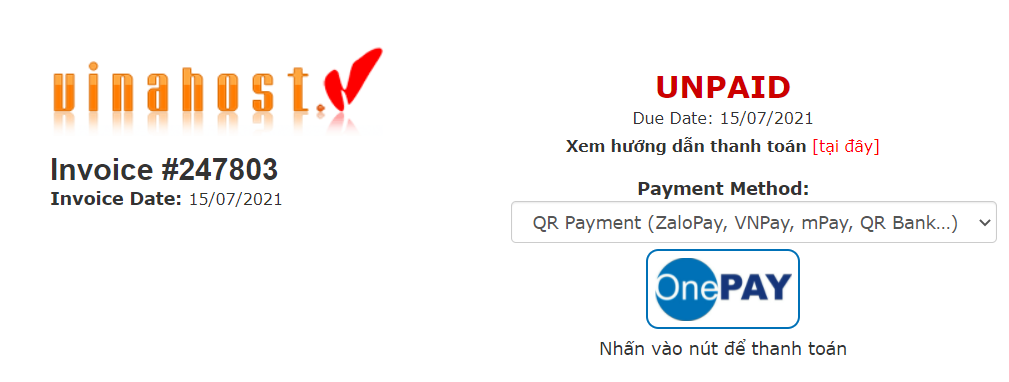 vinahost.v
Invoice #247803
Invoice Date: 15/07/2021
UNPAID
Due Date: 15/07/2021
Xem hướng dẫn thanh toán [tại đây]
Payment Method:
QR Payment (ZaloPay, VNPay, mPay, QR Bank...)
OnePAY
Nhấn vào nút để thanh toán